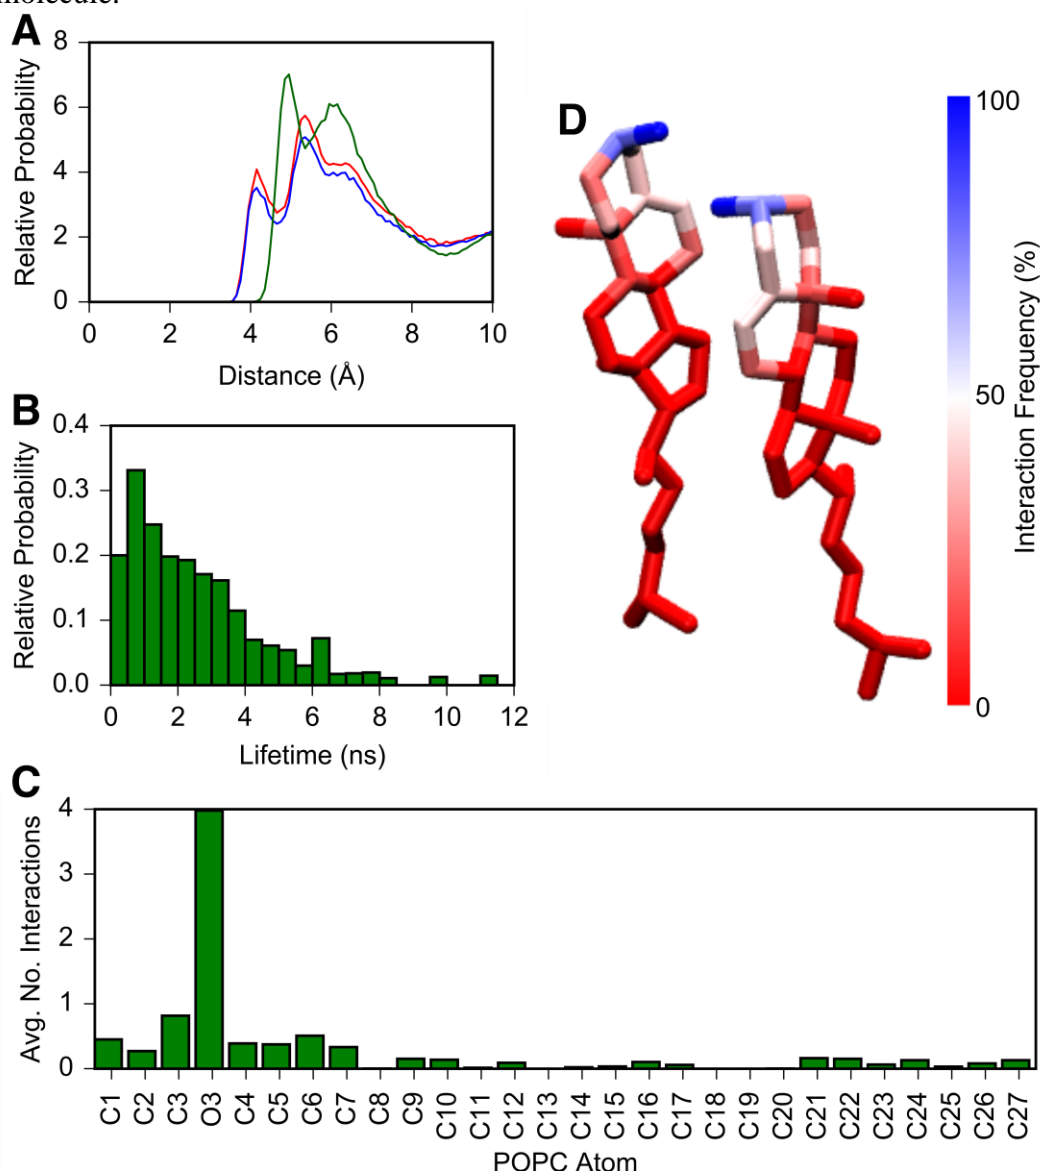 molecule.
A
8
6
4
2
0
Relative Probability
0 2 4 6 8 10
Distance (Å)
B
0.4
0.3
0.2
0.1
0.0
Relative Probability
0 2 4 6 8 10 12
Lifetime (ns)
D
100
50
0
Interaction Frequency (%)
C
4
3
2
1
0
Avg. No. Interactions
C1 C2 C3 O3 C4 C5 C6 C7 C8 C9 C10 C11 C12 C13 C14 C15 C16 C17 C18 C19 C20 C21 C22 C23 C24 C25 C26 C27
POPC Atom